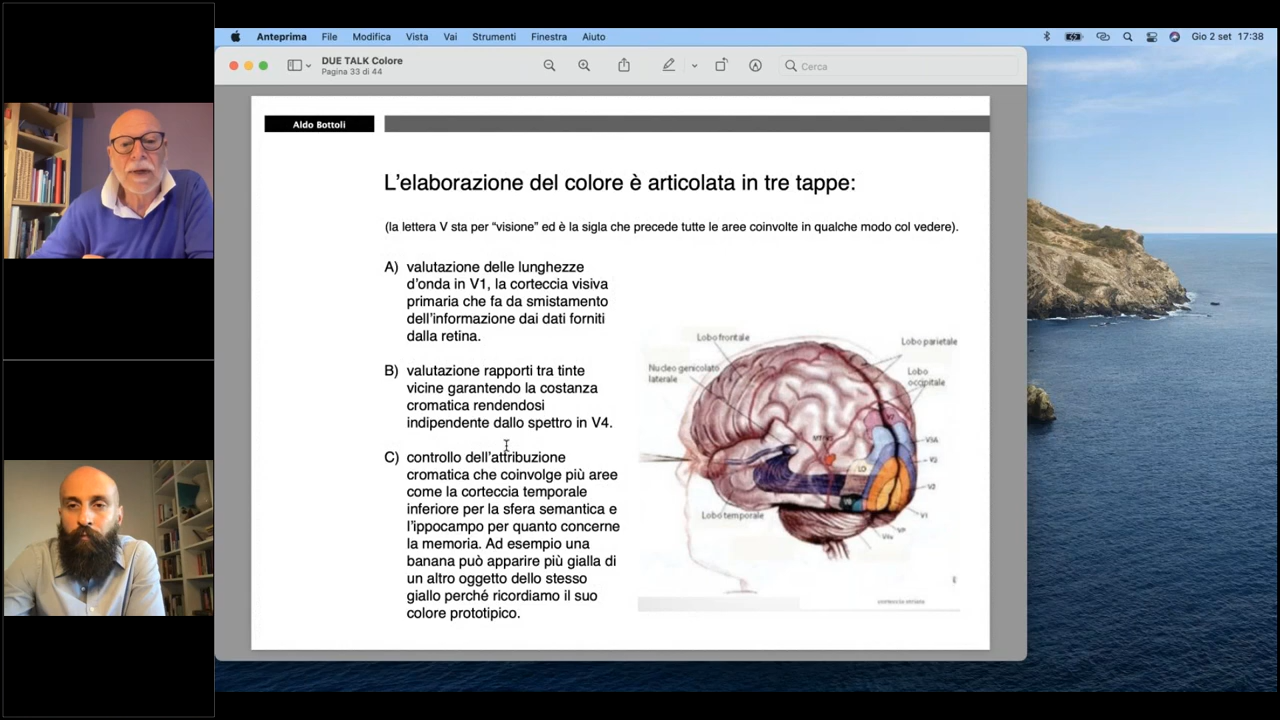 Anteprima File Modifica Vista Vai Strumenti Finestra Aiuto
Gio 2 set 17:38
DUE TALK Colore
Pagina 33 di 44
Cerca
Aldo Bottoli
L'elaborazione del colore è articolata in tre tappe:
(la lettera V sta per “visione” ed è la sigla che precede tutte le aree coinvolte in qualche modo col vedere).
A) valutazione delle lunghezze
d'onda in V1, la corteccia visiva
primaria che fa da smistamento
dell'informazione dai dati forniti
dalla retina.
B) valutazione rapporti tra tinte
vicine garantendo la costanza
cromatica rendendosi
indipendente dallo spettro in V4.
C) controllo dell'attribuzione
cromatica che coinvolge più aree
come la corteccia temporale
inferiore per la sfera semantica e
l'ippocampo per quanto concerne
la memoria. Ad esempio una
banana può apparire più gialla di
un altro oggetto dello stesso
giallo perché ricordiamo il suo
colore prototipico.
Lobo frontale
Lobo parietale
Nucleo genicolato
laterale
Lobo
occipitale
V7
V3A
LO
V3
V2
V8
V1
Lobo temporale
VP